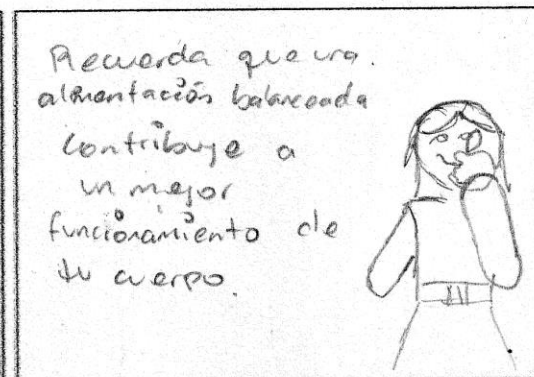 Recuerda que una.
alimentación balanceada
contribuye a
un mejor
funcionamiento de
tu cuerpo.